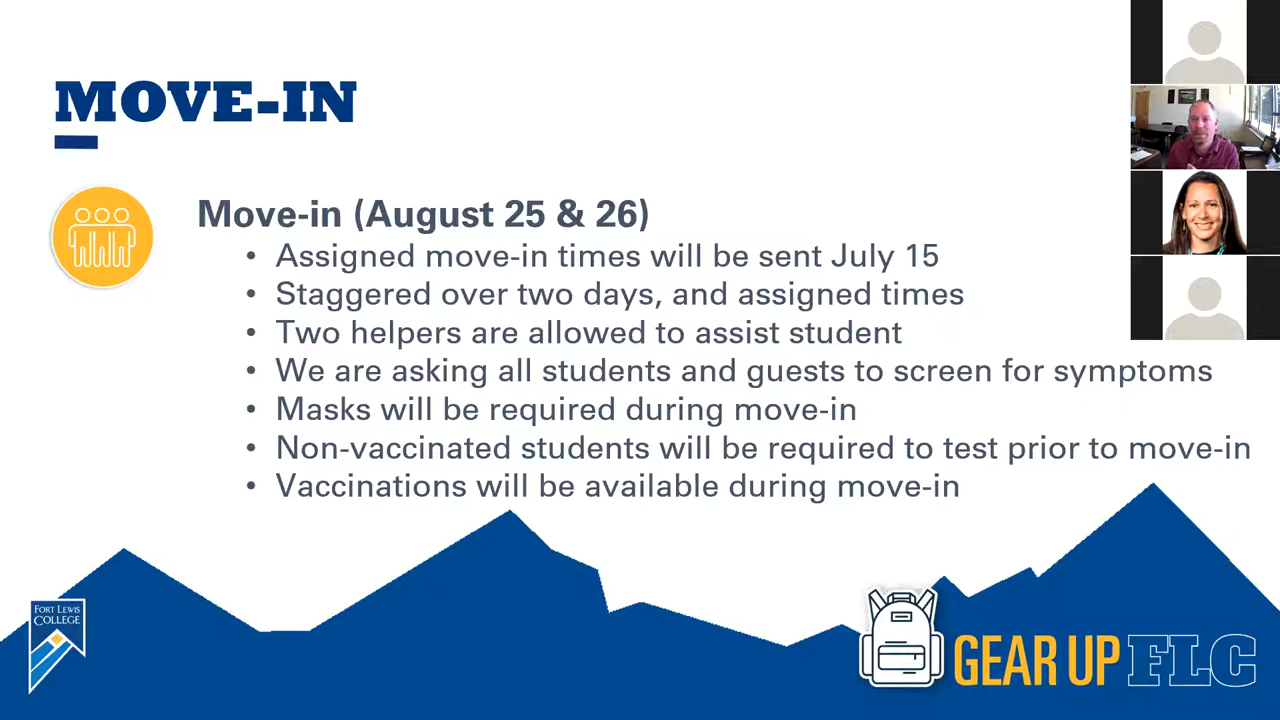 MOVE-IN
Move-in (August 25 & 26)
• Assigned move-in times will be sent July 15
• Staggered over two days, and assigned times
• Two helpers are allowed to assist student
• We are asking all students and guests to screen for symptoms
• Masks will be required during move-in
• Non-vaccinated students will be required to test prior to move-in
• Vaccinations will be available during move-in
FORT LEWIS
COLLEGE
GEAR UP FLC